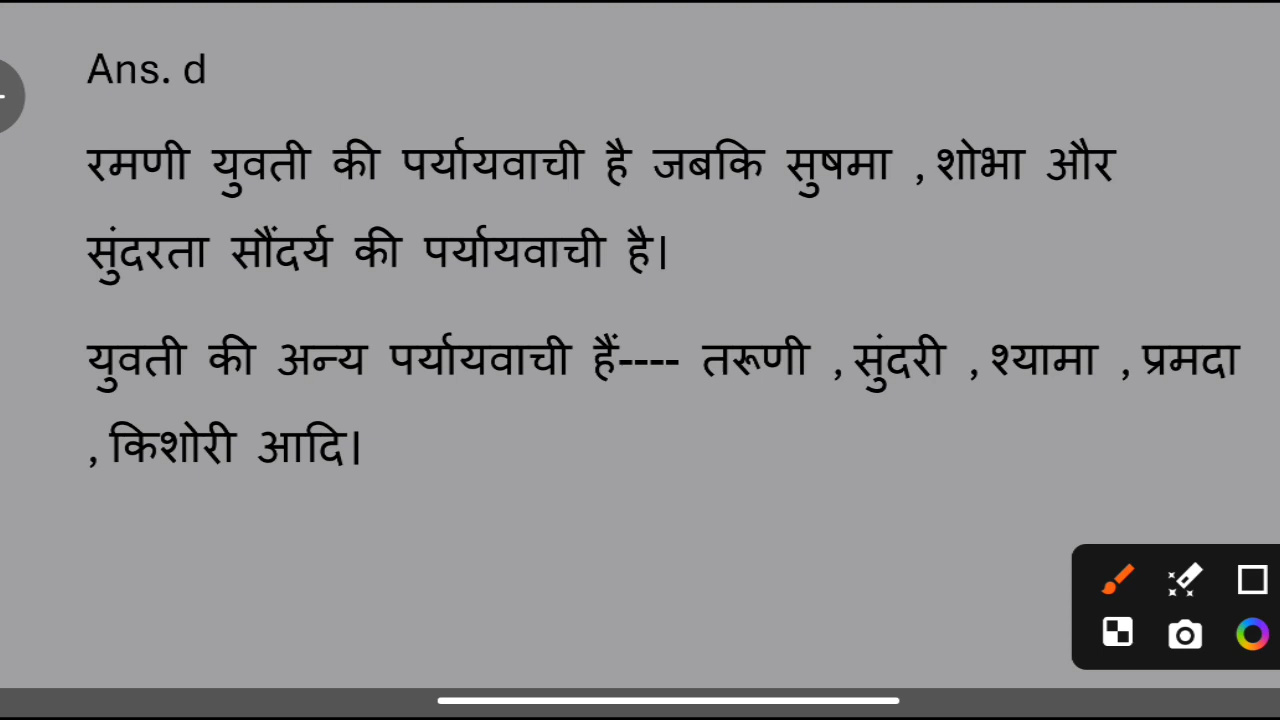 Ans. d
रमणी युवती की पर्यायवाची है जबकि सुषमा , शोभा और
सुंदरता सौंदर्य की पर्यायवाची है।
युवती की अन्य पर्यायवाची हैं---- तरूणी , सुंदरी , श्यामा , प्रमदा
, किशोरी आदि।